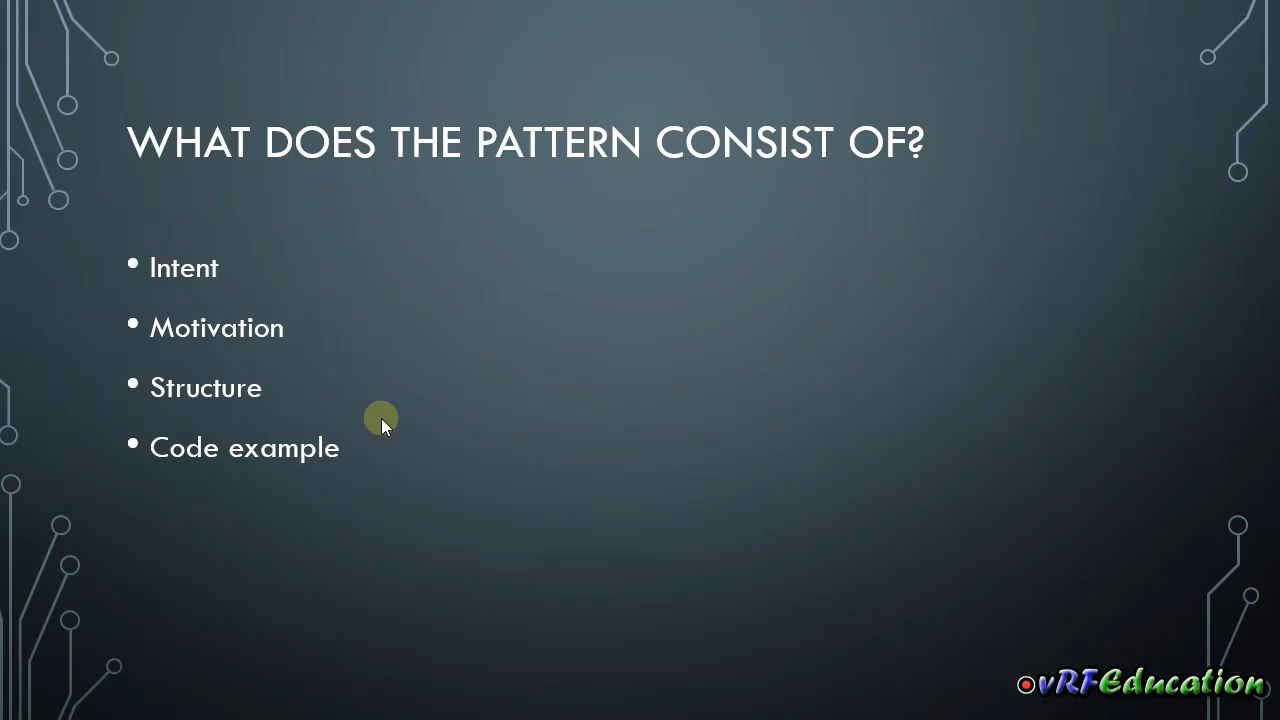 WHAT DOES THE PATTERN CONSIST OF?
• Intent
• Motivation
• Structure
• Code example
vRFEducation